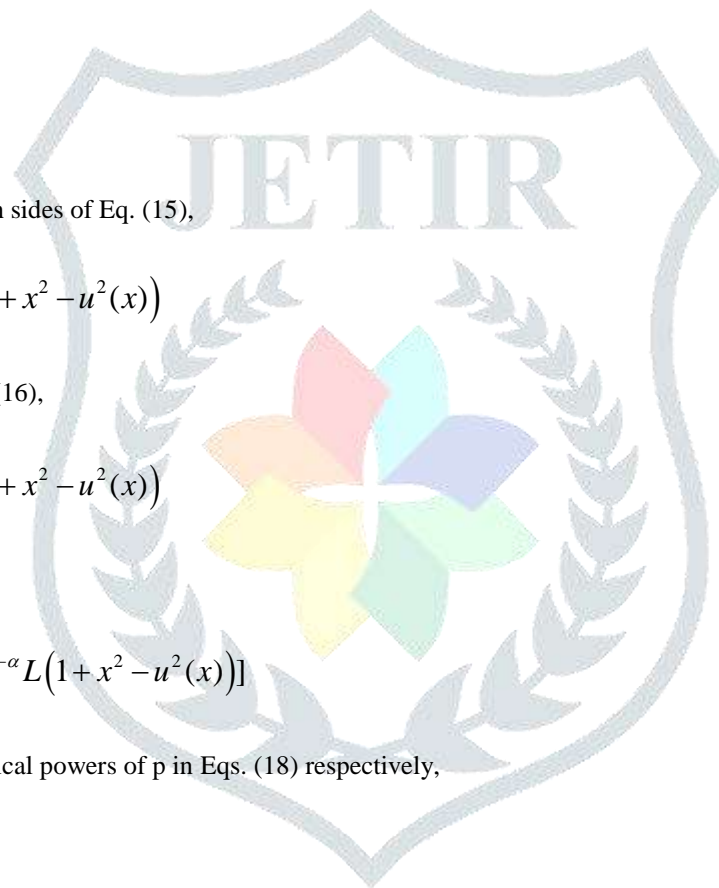 JETIR
n sides of Eq. (15),
+ x² − u²(x))
(16),
+ x² − u²(x))
−α L(1 + x² − u²(x))]
ical powers of p in Eqs. (18) respectively,